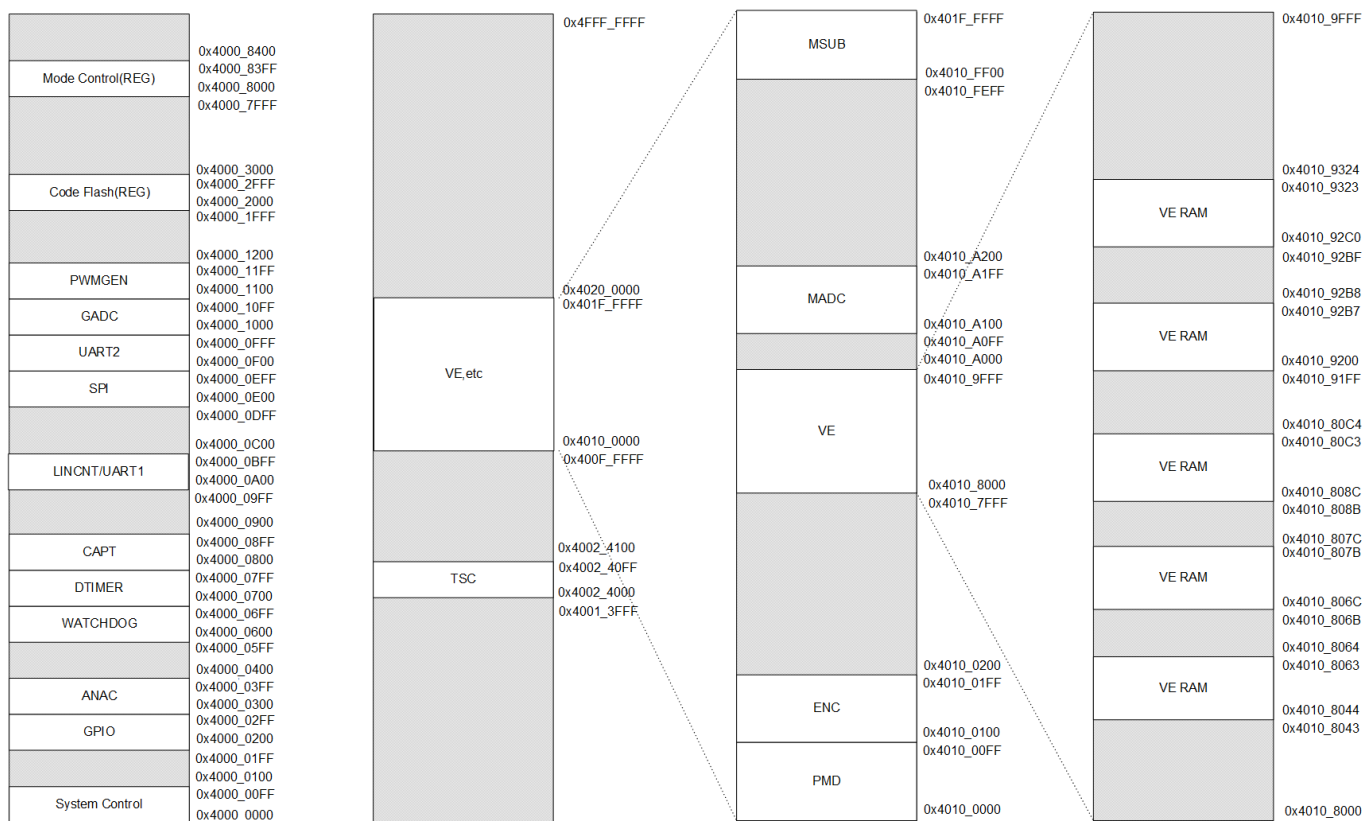 0x4000_8400
Mode Control(REG)
0x4000_83FF
0x4000_8000
0x4000_7FFF
0x4000_3000
Code Flash(REG)
0x4000_2FFF
0x4000_2000
0x4000_1FFF
0x4000_1200
PWMGEN
0x4000_11FF
0x4000_1100
GADC
0x4000_10FF
0x4000_1000
UART2
0x4000_0FFF
0x4000_0F00
SPI
0x4000_0EFF
0x4000_0E00
0x4000_0DFF
0x4000_0C00
LINCNT/UART1
0x4000_0BFF
0x4000_0A00
0x4000_09FF
0x4000_0900
CAPT
0x4000_08FF
0x4000_0800
DTIMER
0x4000_07FF
0x4000_0700
WATCHDOG
0x4000_06FF
0x4000_0600
0x4000_05FF
0x4000_0400
ANAC
0x4000_03FF
0x4000_0300
GPIO
0x4000_02FF
0x4000_0200
0x4000_01FF
0x4000_0100
System Control
0x4000_00FF
0x4000_0000
0x4FFF_FFFF
0x4020_0000
0x401F_FFFF
VE,etc
0x4010_0000
0x400F_FFFF
0x4002_4100
0x4002_40FF
TSC
0x4002_4000
0x4001_3FFF
0x401F_FFFF
MSUB
0x4010_FF00
0x4010_FEFF
0x4010_A200
0x4010_A1FF
MADC
0x4010_A100
0x4010_A0FF
0x4010_A000
0x4010_9FFF
VE
0x4010_8000
0x4010_7FFF
0x4010_0200
0x4010_01FF
ENC
0x4010_0100
0x4010_00FF
PMD
0x4010_0000
0x4010_9FFF
0x4010_9324
0x4010_9323
VE RAM
0x4010_92C0
0x4010_92BF
0x4010_92B8
0x4010_92B7
VE RAM
0x4010_9200
0x4010_91FF
0x4010_80C4
0x4010_80C3
VE RAM
0x4010_808C
0x4010_808B
0x4010_807C
0x4010_807B
VE RAM
0x4010_806C
0x4010_806B
0x4010_8064
0x4010_8063
VE RAM
0x4010_8044
0x4010_8043
0x4010_8000